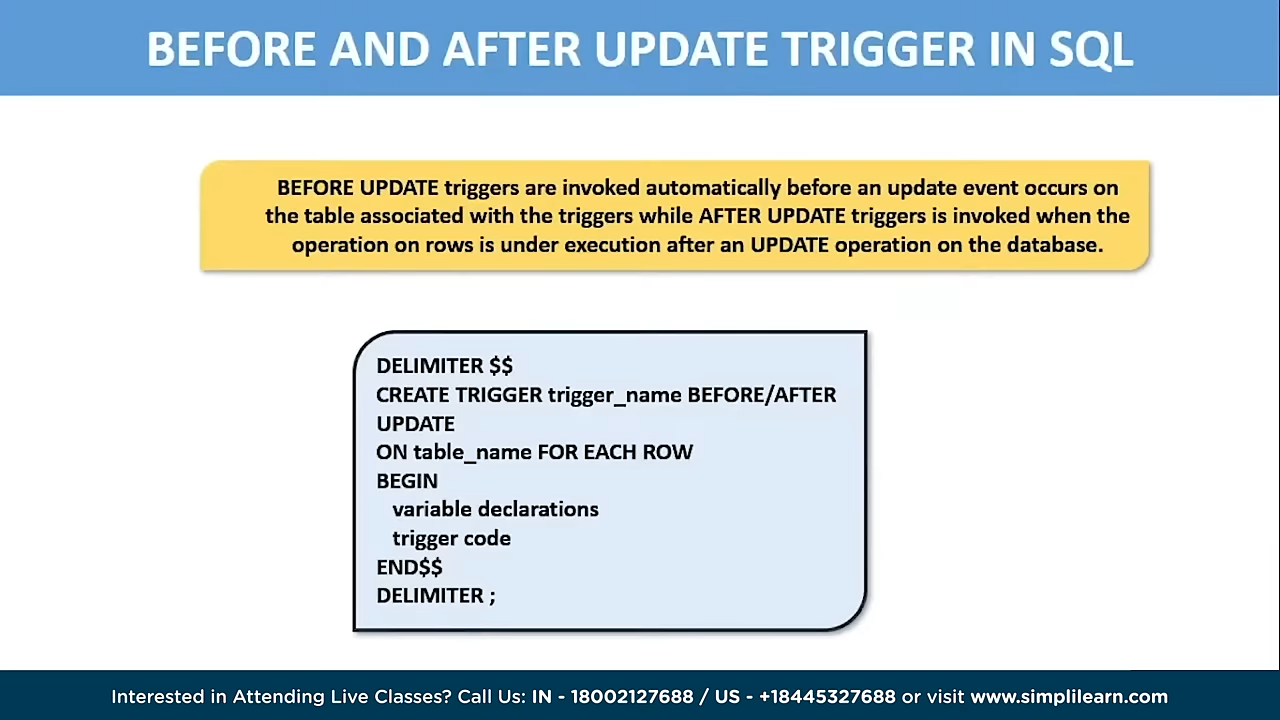 BEFORE AND AFTER UPDATE TRIGGER IN SQL
BEFORE UPDATE triggers are invoked automatically before an update event occurs on
the table associated with the triggers while AFTER UPDATE triggers is invoked when the
operation on rows is under execution after an UPDATE operation on the database.
DELIMITER $$
CREATE TRIGGER trigger_name BEFORE/AFTER
UPDATE
ON table_name FOR EACH ROW
BEGIN
variable declarations
trigger code
END$$
DELIMITER ;
Interested in Attending Live Classes? Call Us: IN - 18002127688 / US - +18445327688 or visit www.simplilearn.com